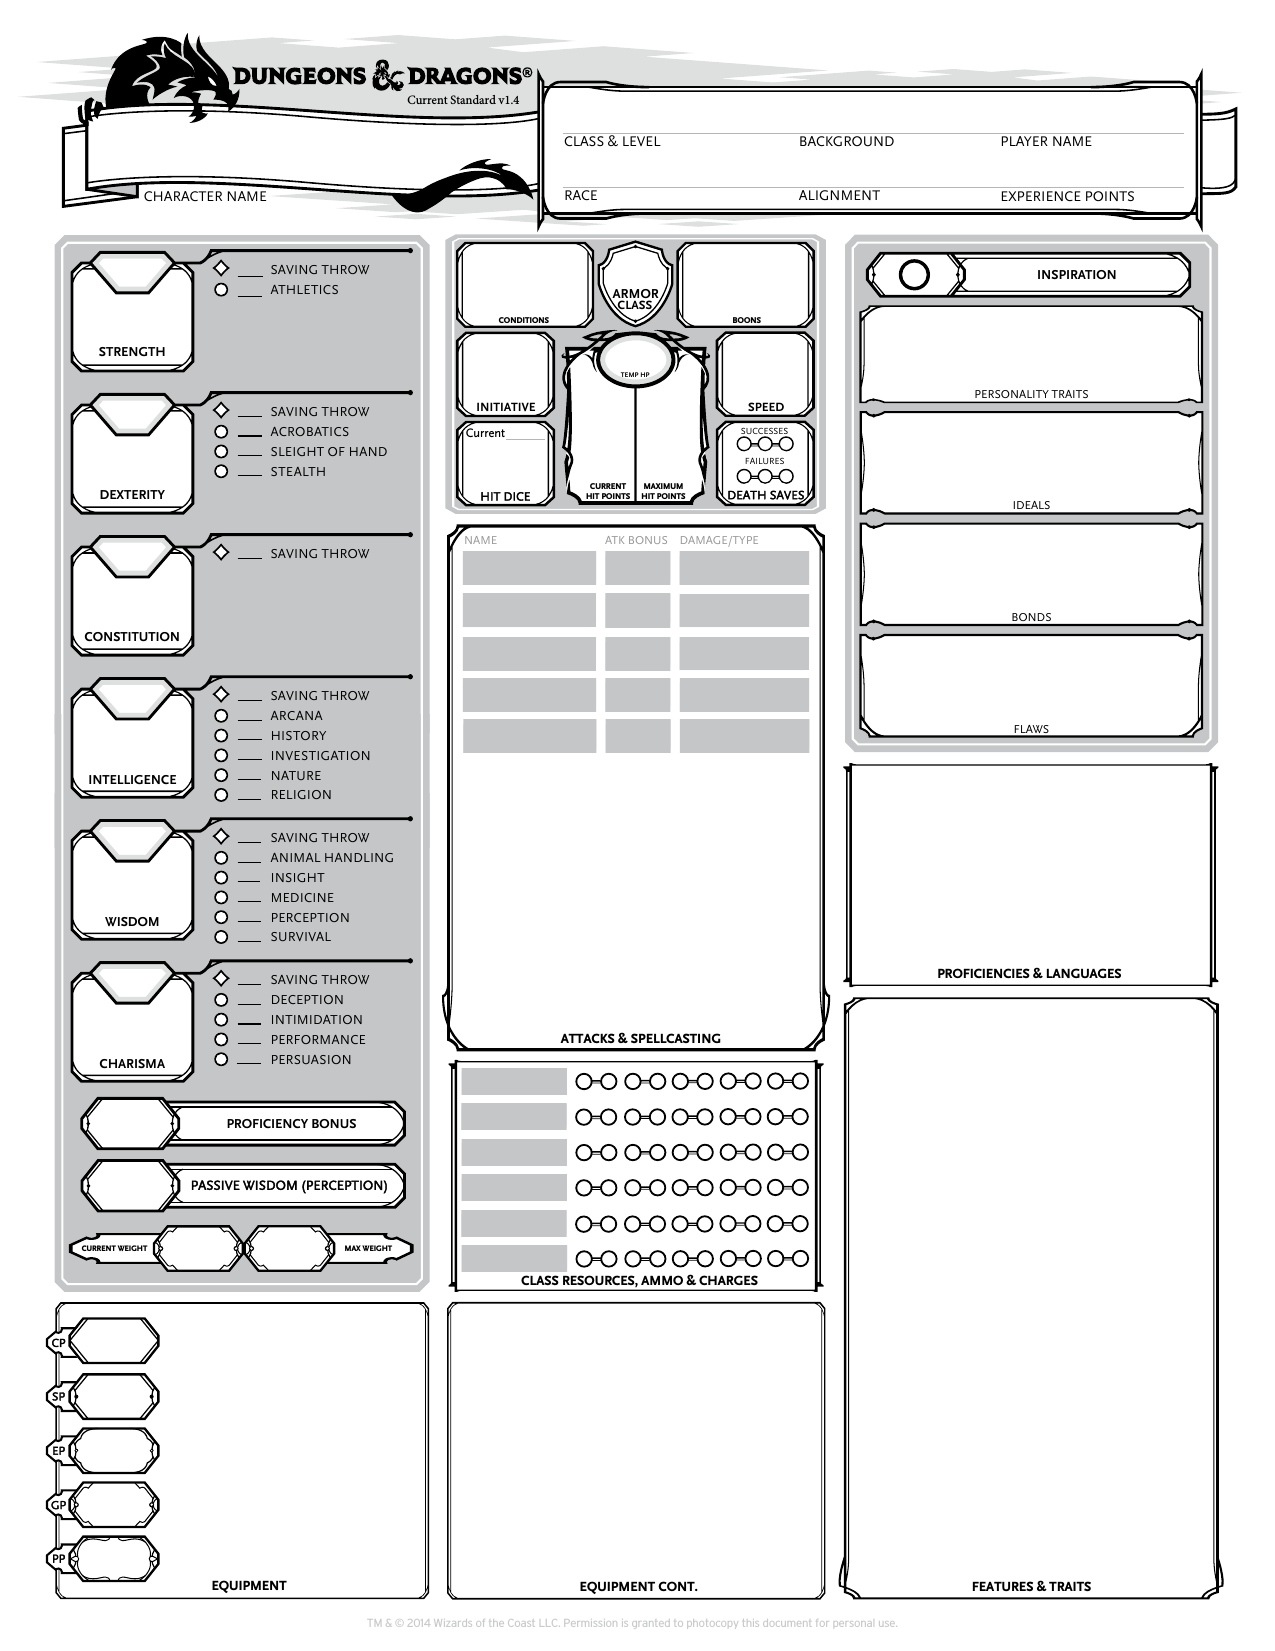 DUNGEONS & DRAGONS®
Current Standard v1.4
CHARACTER NAME
CLASS & LEVEL BACKGROUND PLAYER NAME
RACE ALIGNMENT EXPERIENCE POINTS
STRENGTH
SAVING THROW
ATHLETICS
DEXTERITY
SAVING THROW
ACROBATICS
SLEIGHT OF HAND
STEALTH
CONSTITUTION
SAVING THROW
INTELLIGENCE
SAVING THROW
ARCANA
HISTORY
INVESTIGATION
NATURE
RELIGION
WISDOM
SAVING THROW
ANIMAL HANDLING
INSIGHT
MEDICINE
PERCEPTION
SURVIVAL
CHARISMA
SAVING THROW
DECEPTION
INTIMIDATION
PERFORMANCE
PERSUASION
PROFICIENCY BONUS
PASSIVE WISDOM (PERCEPTION)
CURRENT WEIGHT MAX WEIGHT
CP
SP
EP
GP
PP
EQUIPMENT
CONDITIONS
ARMOR
CLASS
BOONS
INITIATIVE
TEMP HP
SPEED
Current
HIT DICE
CURRENT
HIT POINTS
MAXIMUM
HIT POINTS
SUCCESSES
FAILURES
DEATH SAVES
NAME ATK BONUS DAMAGE/TYPE
ATTACKS & SPELLCASTING
CLASS RESOURCES, AMMO & CHARGES
EQUIPMENT CONT.
INSPIRATION
PERSONALITY TRAITS
IDEALS
BONDS
FLAWS
PROFICIENCIES & LANGUAGES
FEATURES & TRAITS
TM & © 2014 Wizards of the Coast LLC. Permission is granted to photocopy this document for personal use.